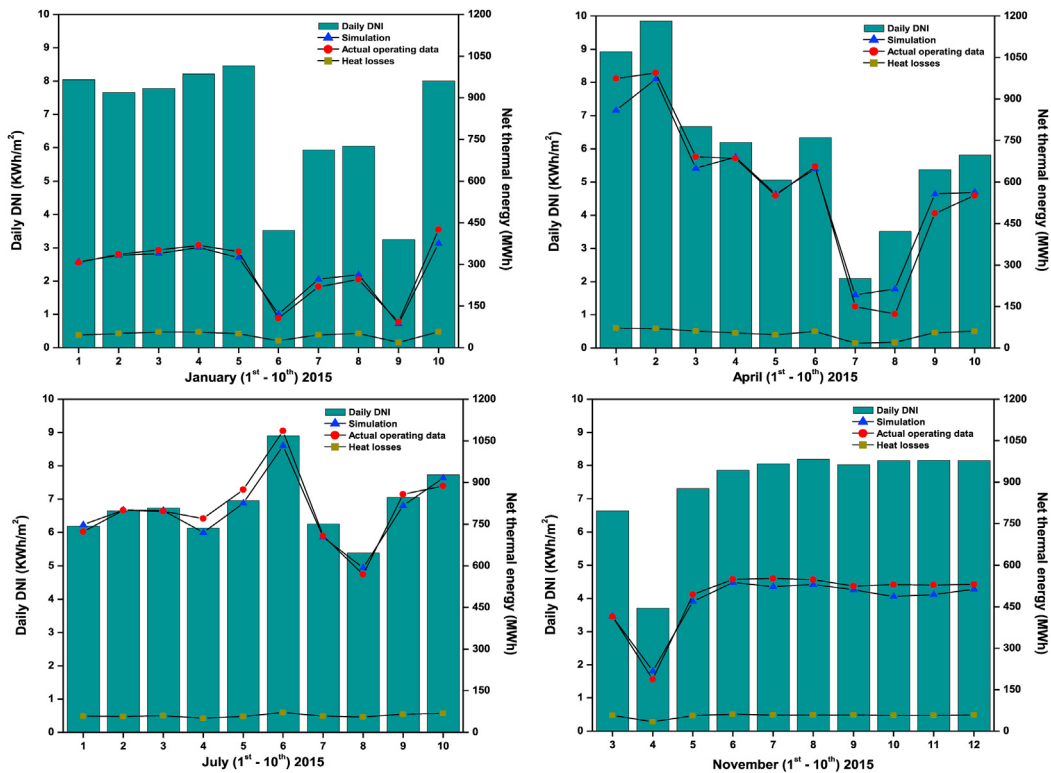 Daily DNI
Simulation
Actual operating data
Heat losses
Daily DNI (KWh/m²)
10
9
8
7
6
5
4
3
2
1
0
1200
1050
900
750
600
450
300
150
0
Net thermal energy (MWh)
1 2 3 4 5 6 7 8 9 10
January (1st - 10th) 2015
Daily DNI
Simulation
Actual operating data
Heat losses
Daily DNI (KWh/m²)
10
9
8
7
6
5
4
3
2
1
0
1200
1050
900
750
600
450
300
150
0
Net thermal energy (MWh)
1 2 3 4 5 6 7 8 9 10
April (1st - 10th) 2015
Daily DNI
Simulation
Actual operating data
Heat losses
Daily DNI (KWh/m²)
10
9
8
7
6
5
4
3
2
1
0
1200
1050
900
750
600
450
300
150
0
Net thermal energy (MWh)
1 2 3 4 5 6 7 8 9 10
July (1st - 10th) 2015
Daily DNI
Simulation
Actual operating data
Heat losses
Daily DNI (KWh/m²)
10
9
8
7
6
5
4
3
2
1
0
1200
1050
900
750
600
450
300
150
0
Net thermal energy (MWh)
3 4 5 6 7 8 9 10 11 12
November (1st - 10th) 2015